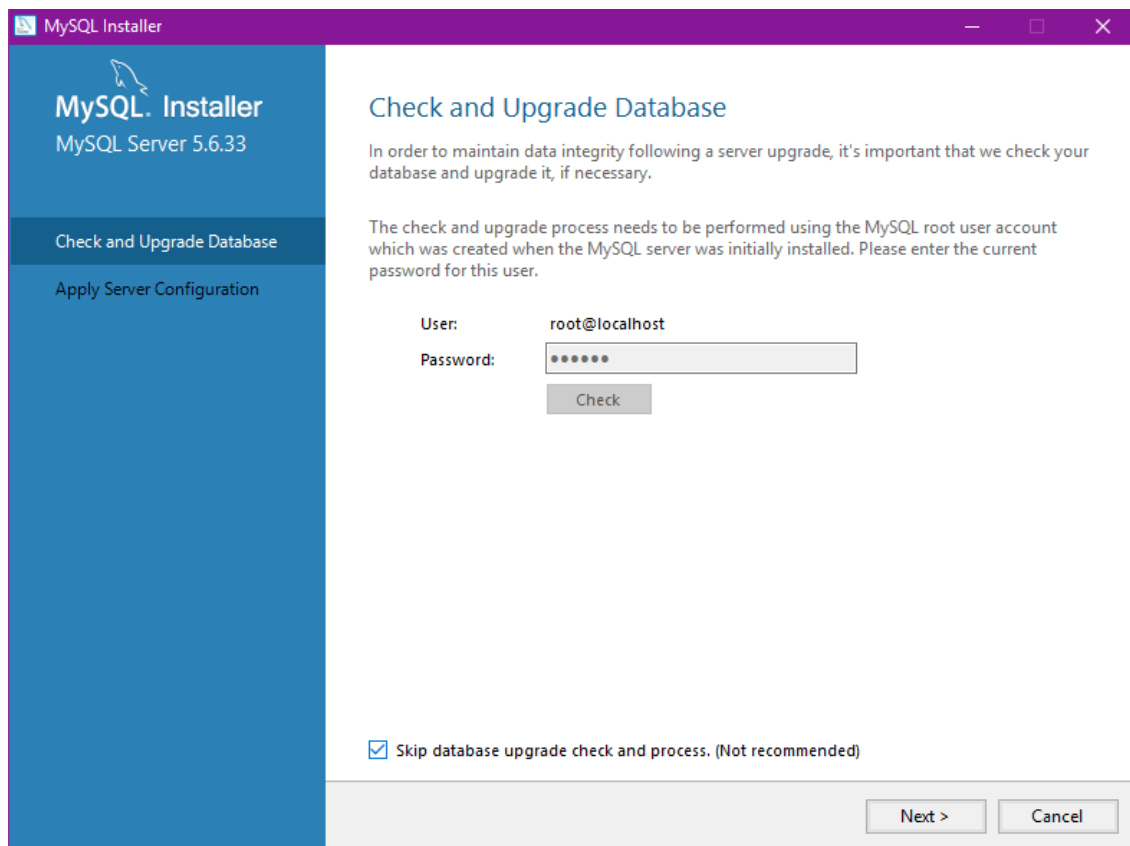 MySQL Installer
MySQL. Installer
MySQL Server 5.6.33
Check and Upgrade Database
Apply Server Configuration
Check and Upgrade Database
In order to maintain data integrity following a server upgrade, it's important that we check your
database and upgrade it, if necessary.
The check and upgrade process needs to be performed using the MySQL root user account
which was created when the MySQL server was initially installed. Please enter the current
password for this user.
User: root@localhost
Password: ●●●●●●
Check
Skip database upgrade check and process. (Not recommended)
Next > Cancel